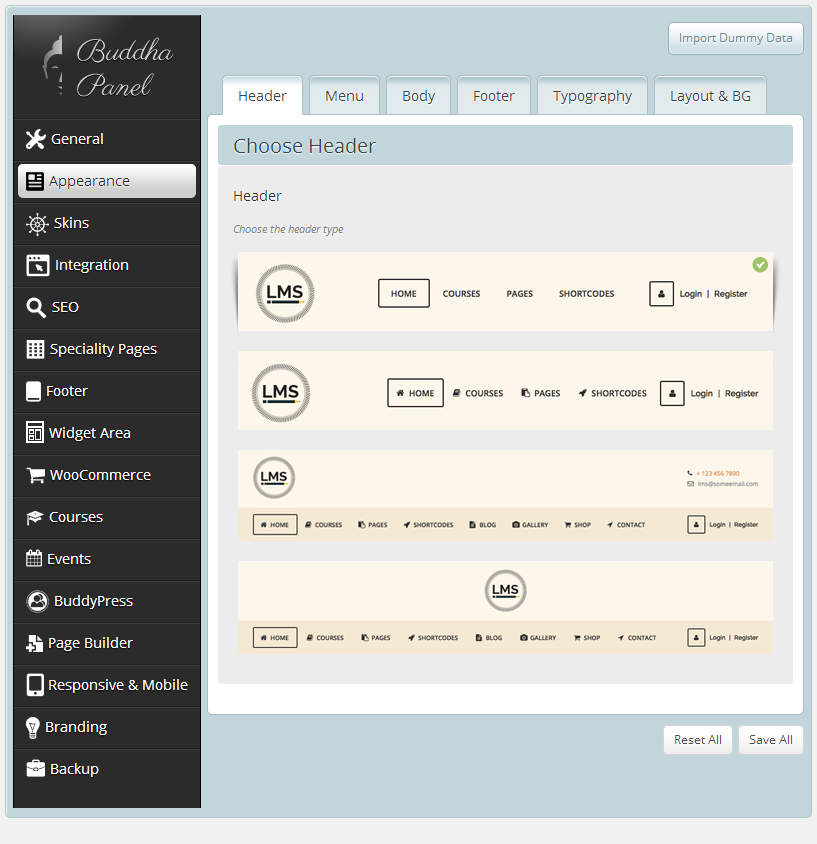 Buddha
Panel
Import Dummy Data
Header Menu Body Footer Typography Layout & BG
General
Appearance
Skins
Integration
SEO
Speciality Pages
Footer
Widget Area
WooCommerce
Courses
Events
BuddyPress
Page Builder
Responsive & Mobile
Branding
Backup
Choose Header
Header
Choose the header type
LMS HOME COURSES PAGES SHORTCODES Login | Register
LMS HOME COURSES PAGES SHORTCODES Login | Register
LMS
+ 123 456 7890
lms@someemail.com
HOME COURSES PAGES SHORTCODES BLOG GALLERY SHOP CONTACT Login | Register
LMS
HOME COURSES PAGES SHORTCODES BLOG GALLERY SHOP CONTACT Login | Register
Reset All Save All